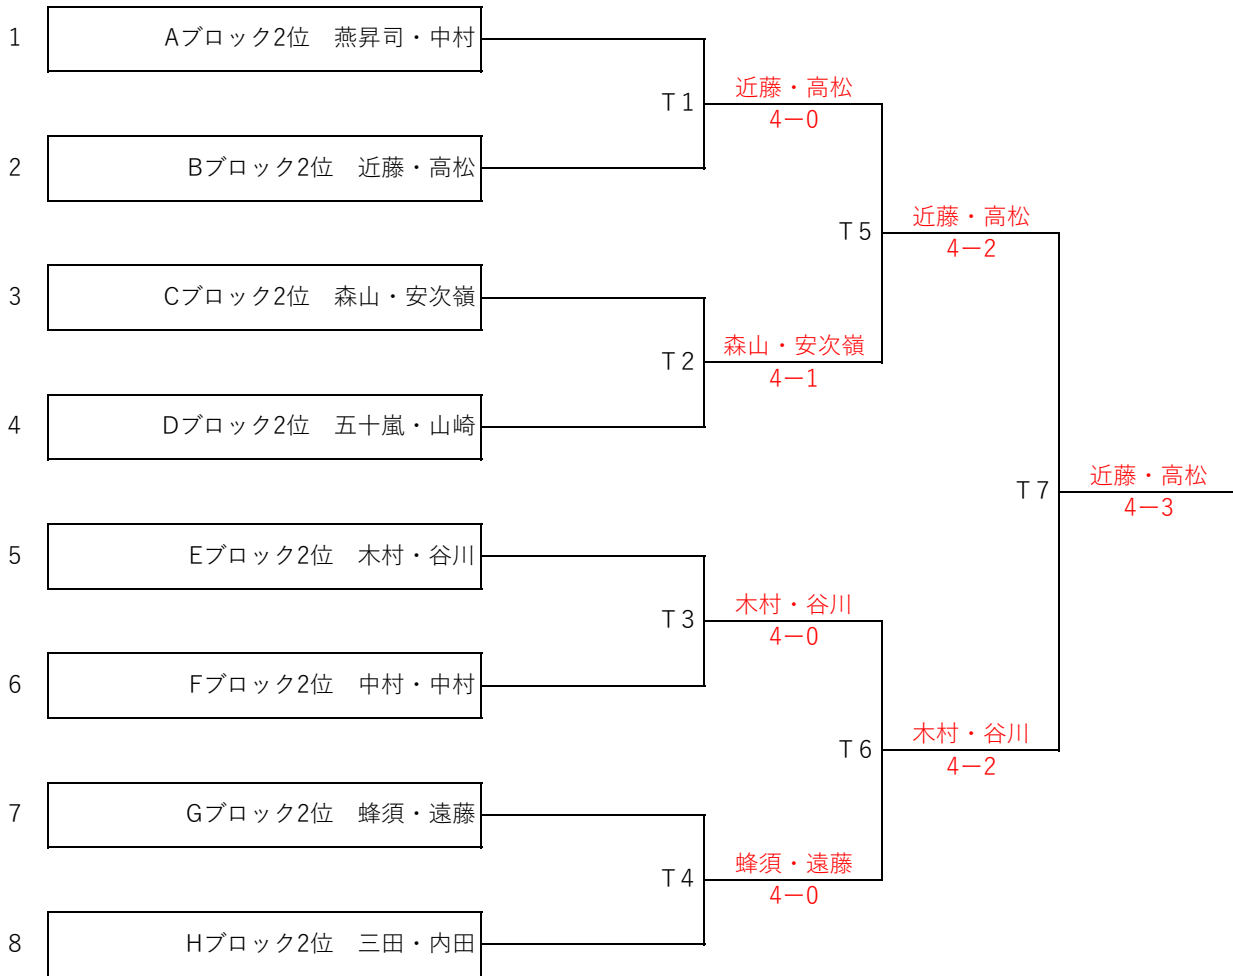 1 Aブロック2位 燕昇司・中村
T1 近藤・高松
4ー0
2 Bブロック2位 近藤・高松
T5 近藤・高松
4ー2
3 Cブロック2位 森山・安次嶺
T2 森山・安次嶺
4ー1
4 Dブロック2位 五十嵐・山崎
T7 近藤・高松
4ー3
5 Eブロック2位 木村・谷川
T3 木村・谷川
4ー0
6 Fブロック2位 中村・中村
T6 木村・谷川
4ー2
7 Gブロック2位 蜂須・遠藤
T4 蜂須・遠藤
4ー0
8 Hブロック2位 三田・内田